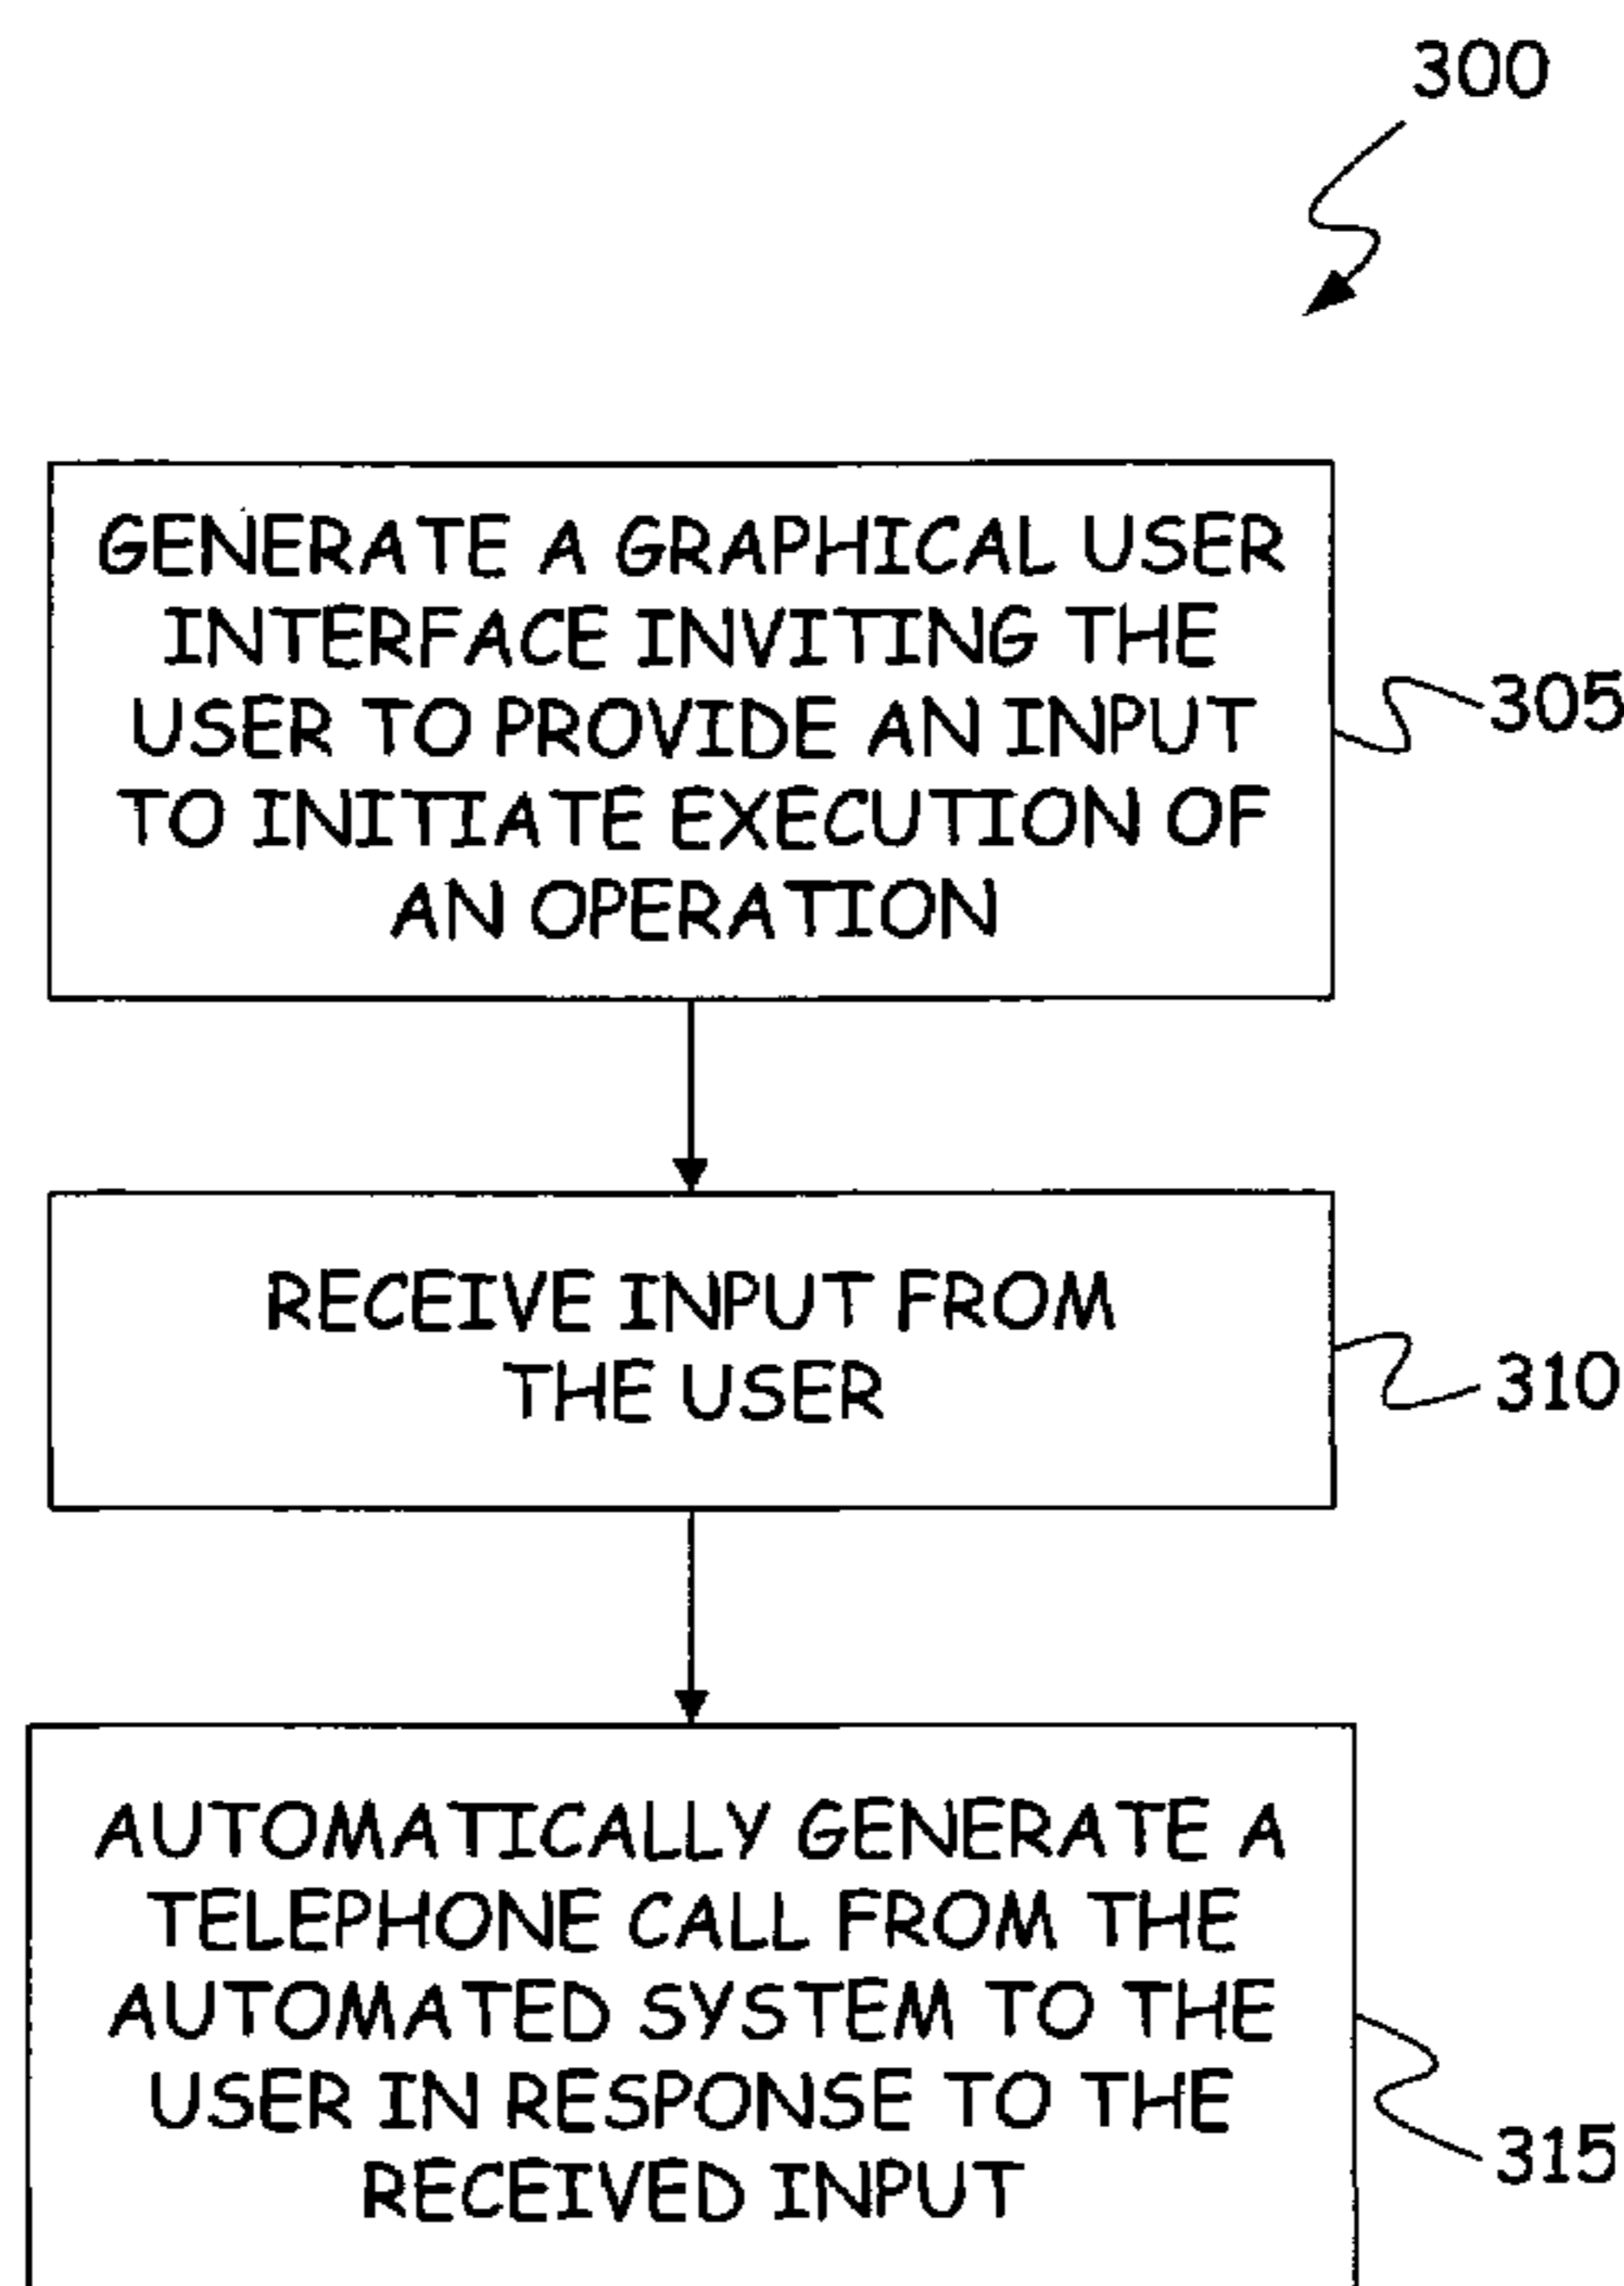 300
GENERATE A GRAPHICAL USER
INTERFACE INVITING THE
USER TO PROVIDE AN INPUT
TO INITIATE EXECUTION OF
AN OPERATION
305
RECEIVE INPUT FROM
THE USER
310
AUTOMATICALLY GENERATE A
TELEPHONE CALL FROM THE
AUTOMATED SYSTEM TO THE
USER IN RESPONSE TO THE
RECEIVED INPUT
315